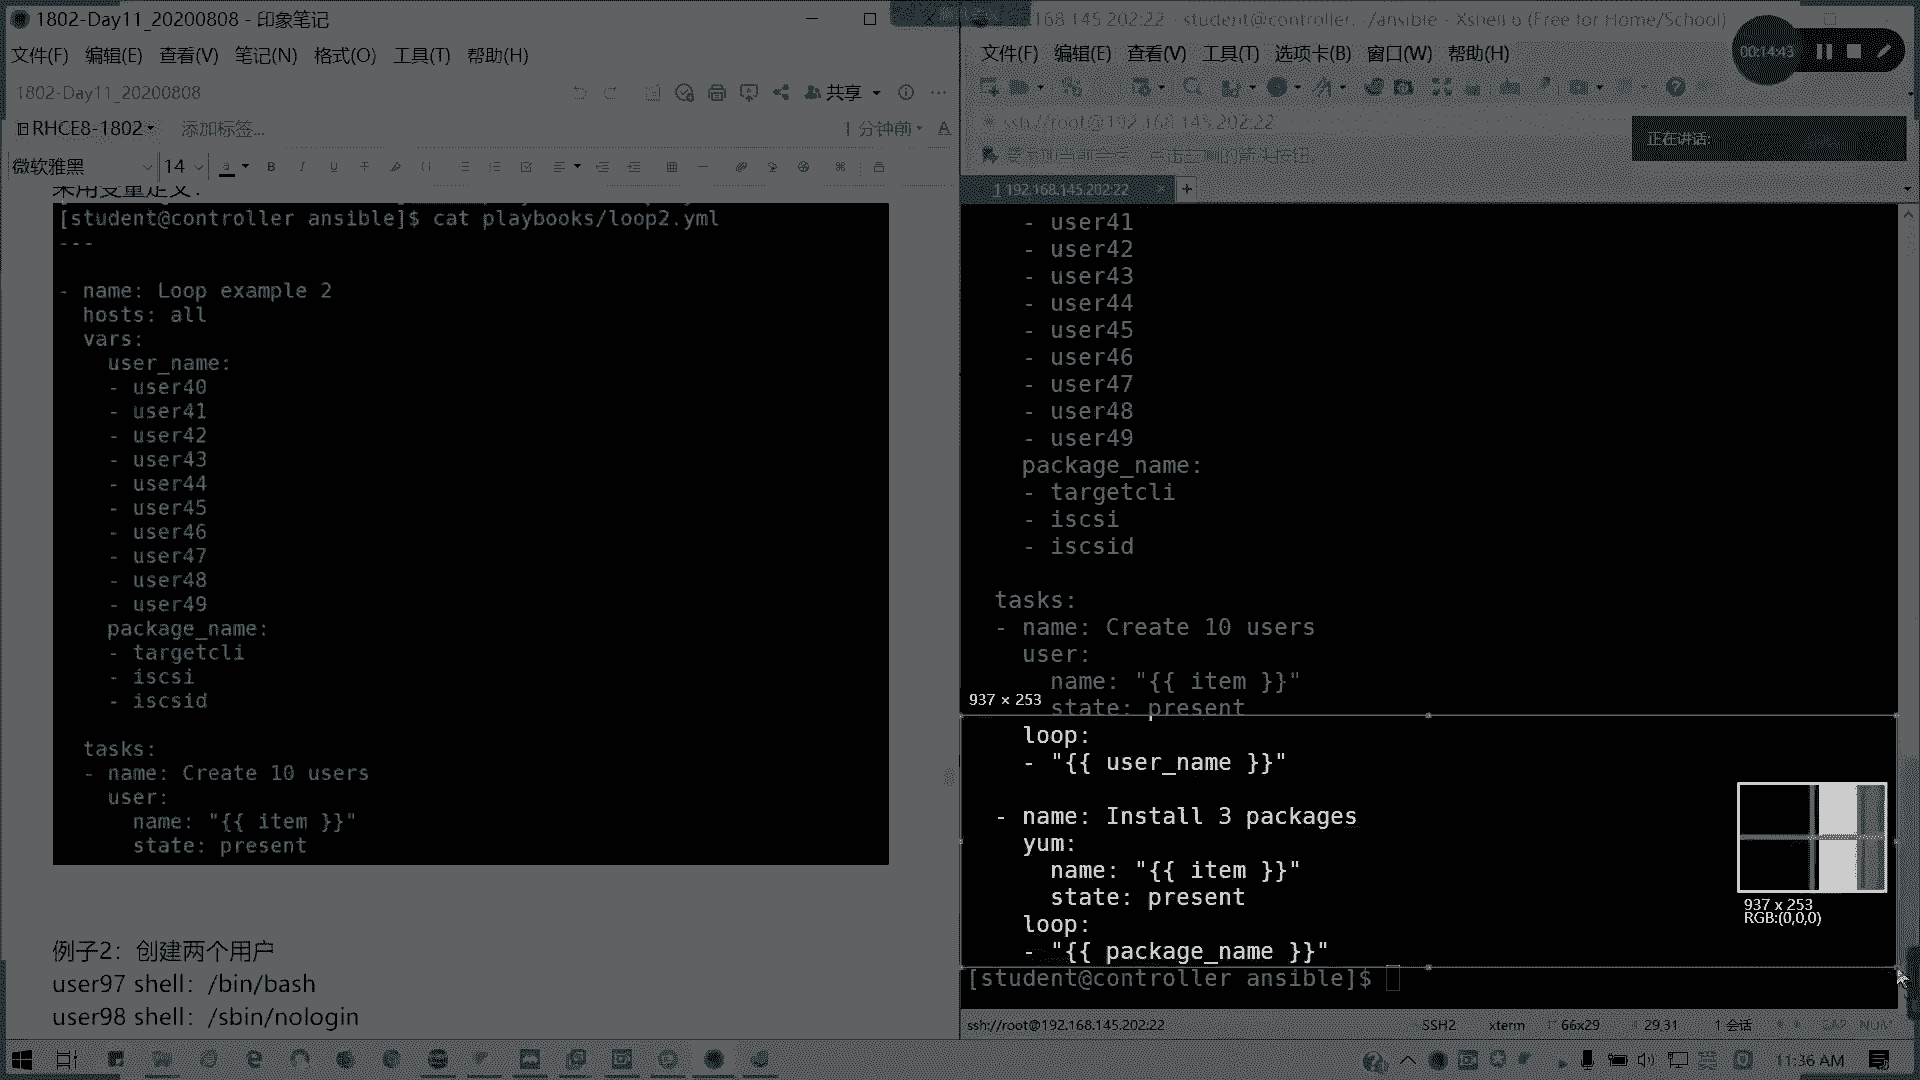 1802-Day11_20200808 - 印象笔记
文件(F) 编辑(E) 查看(V) 笔记(N) 格式(O) 工具(T) 帮助(H)
1802-Day11_20200808
共享
RHCE8-1802
添加标签...
1 分钟前
微软雅黑
14
采用变量定义：
[student@controller ansible]$ cat playbooks/loop2.yml
---
- name: Loop example 2
hosts: all
vars:
user_name:
- user40
- user41
- user42
- user43
- user44
- user45
- user46
- user47
- user48
- user49
package_name:
- targetcli
- iscsi
- iscsid
tasks:
- name: Create 10 users
user:
name: "{{ item }}"
state: present
例子2：创建两个用户
user97 shell：/bin/bash
user98 shell：/sbin/nologin
168.145.202:22 - student@controller: ~/ansible - Xshell 6 (Free for Home/School)
文件(F) 编辑(E) 查看(V) 工具(T) 选项卡(B) 窗口(W) 帮助(H)
00:14:43
ssh://root@192.168.145.202:22
正在讲话:
1 192.168.145.202:22
- user41
- user42
- user43
- user44
- user45
- user46
- user47
- user48
- user49
package_name:
- targetcli
- iscsi
- iscsid
tasks:
- name: Create 10 users
user:
name: "{{ item }}"
937 × 253
state: present
loop:
- "{{ user_name }}"
- name: Install 3 packages
yum:
name: "{{ item }}"
state: present
loop:
- "{{ package_name }}"
937 x 253
RGB:(0,0,0)
[student@controller ansible]$
ssh://root@192.168.145.202:22
SSH2
xterm
66x29
29,31
1 会话
CAP NUM
11:36 AM